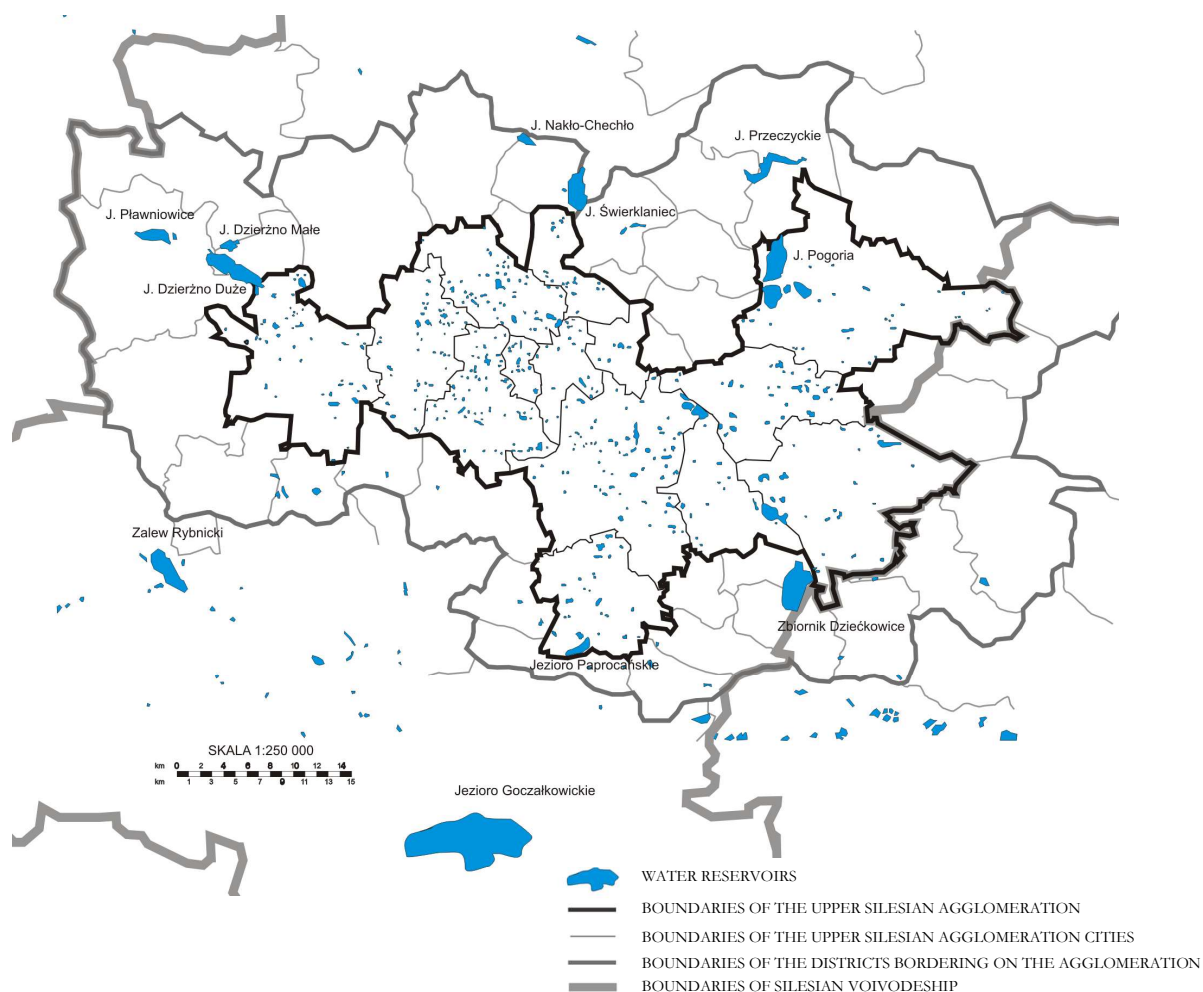 J. Nakło-Chechło
J. Przeczyckie
J. Pławniowice
J. Świerklaniec
J. Dzierżno Małe
J. Pogoria
J. Dzierżno Duże
Zalew Rybnicki
Zbiornik Dziećkowice
Jezioro Paprocańskie
SKALA 1:250 000
km 0 2 4 6 8 10 12 14
km 1 3 5 7 9 11 13 15
Jezioro Goczałkowickie
WATER RESERVOIRS
BOUNDARIES OF THE UPPER SILESIAN AGGLOMERATION
BOUNDARIES OF THE UPPER SILESIAN AGGLOMERATION CITIES
BOUNDARIES OF THE DISTRICTS BORDERING ON THE AGGLOMERATION
BOUNDARIES OF SILESIAN VOIVODESHIP